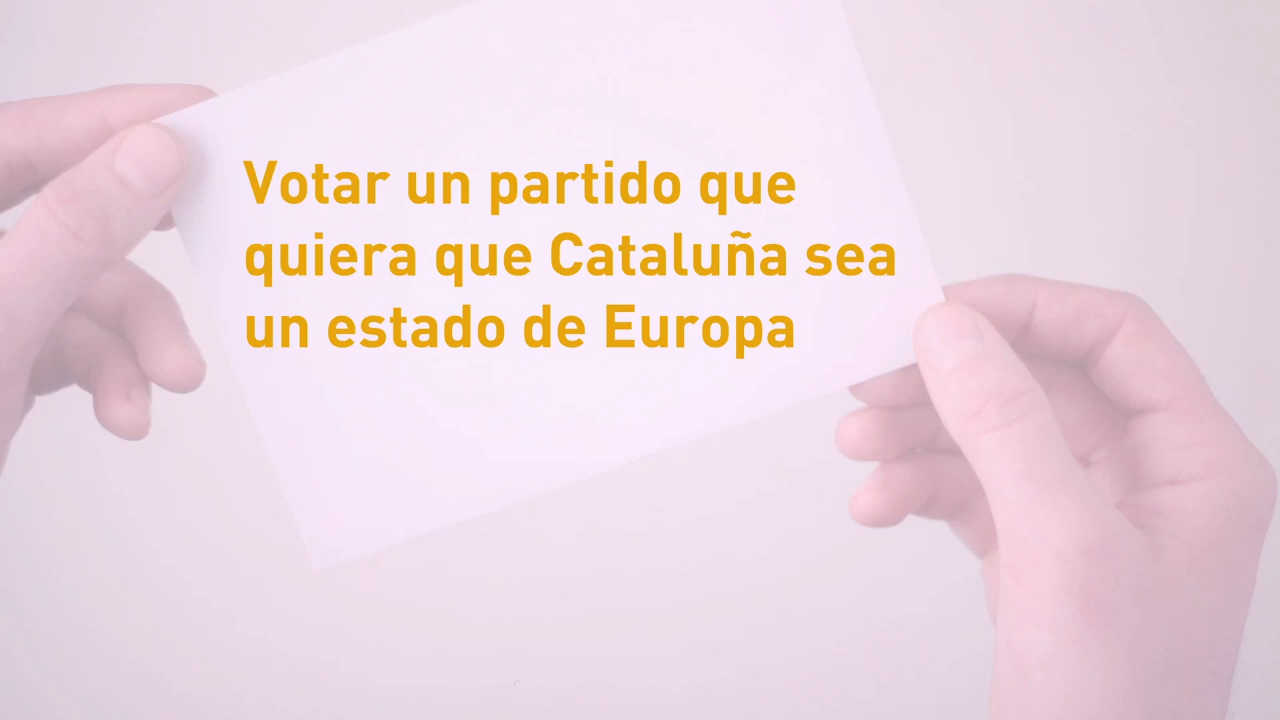 Votar un partido que
quiera que Cataluña sea
un estado de Europa